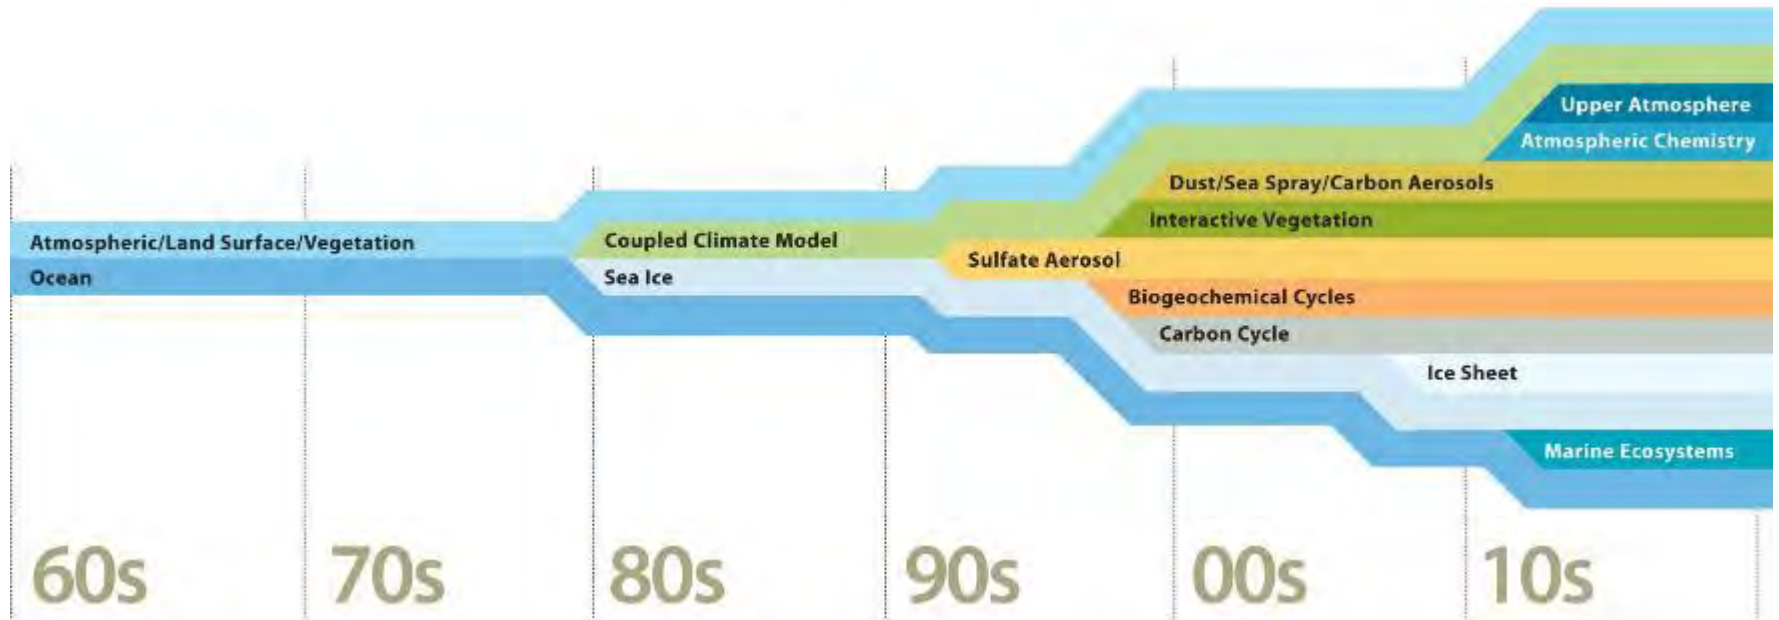 Upper Atmosphere
Atmospheric Chemistry
Dust/Sea Spray/Carbon Aerosols
Interactive Vegetation
Atmospheric/Land Surface/Vegetation
Coupled Climate Model
Sulfate Aerosol
Ocean
Sea Ice
Biogeochemical Cycles
Carbon Cycle
Ice Sheet
Marine Ecosystems
60s 70s 80s 90s 00s 10s